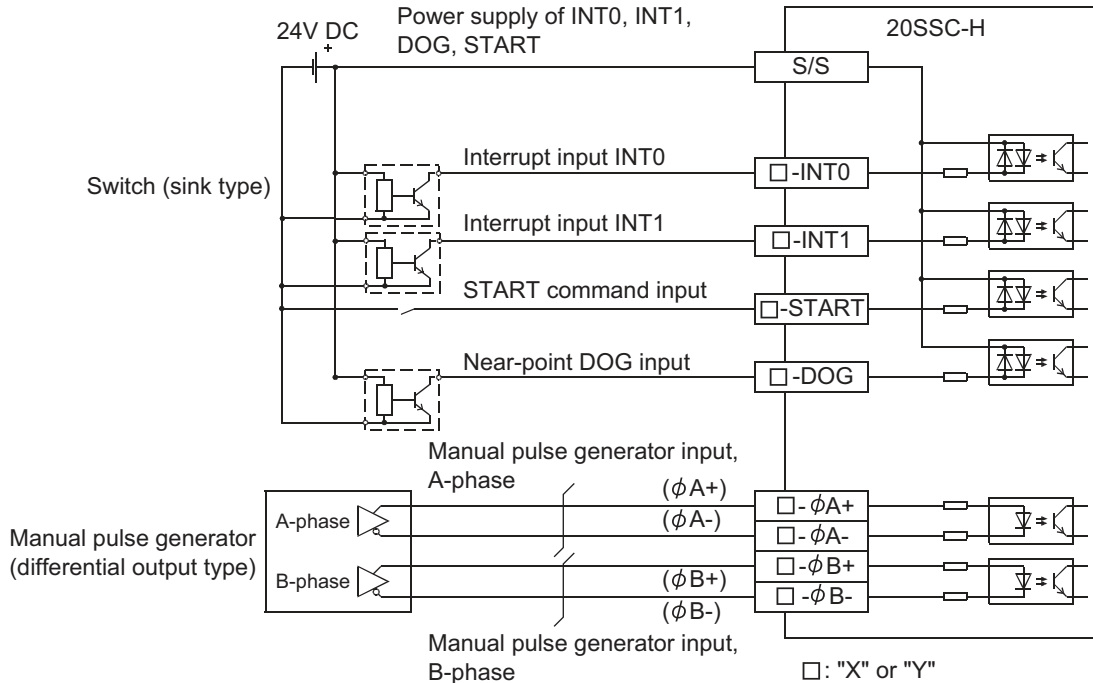 24V DC
+
Power supply of INT0, INT1,
DOG, START
20SSC-H
S/S
Switch (sink type)
Interrupt input INT0
□-INT0
Interrupt input INT1
□-INT1
START command input
□-START
Near-point DOG input
□-DOG
Manual pulse generator input,
A-phase
(ϕA+)
□-ϕA+
(ϕA-)
□-ϕA-
Manual pulse generator
(differential output type)
A-phase
B-phase
□-ϕB+
(ϕB+)
□-ϕB-
(ϕB-)
Manual pulse generator input,
B-phase
□: "X" or "Y"